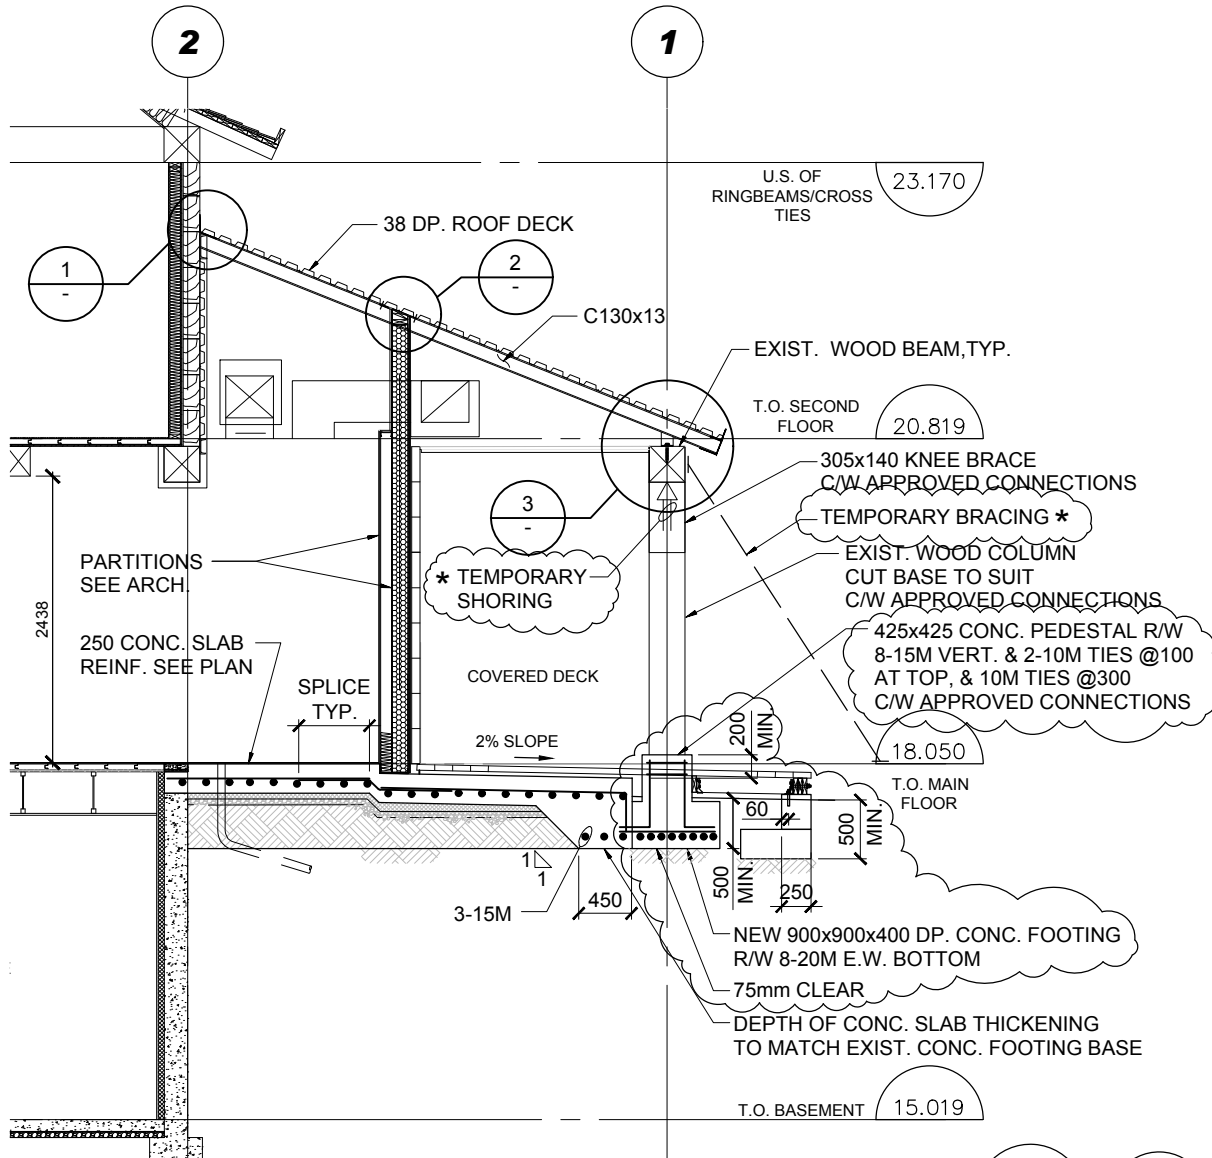 2
1
U.S. OF
RINGBEAMS/CROSS
TIES
23.170
38 DP. ROOF DECK
1
-
2
-
C130x13
EXIST. WOOD BEAM,TYP.
T.O. SECOND
FLOOR
20.819
305x140 KNEE BRACE
C/W APPROVED CONNECTIONS
3
-
TEMPORARY BRACING *
PARTITIONS
SEE ARCH.
* TEMPORARY
SHORING
EXIST. WOOD COLUMN
CUT BASE TO SUIT
C/W APPROVED CONNECTIONS
2438
250 CONC. SLAB
REINF. SEE PLAN
425x425 CONC. PEDESTAL R/W
8-15M VERT. & 2-10M TIES @100
AT TOP, & 10M TIES @300
C/W APPROVED CONNECTIONS
SPLICE
TYP.
COVERED DECK
200
MIN.
2% SLOPE
18.050
T.O. MAIN
FLOOR
60
500
MIN.
1
1
500
MIN.
250
450
3-15M
NEW 900x900x400 DP. CONC. FOOTING
R/W 8-20M E.W. BOTTOM
75mm CLEAR
DEPTH OF CONC. SLAB THICKENING
TO MATCH EXIST. CONC. FOOTING BASE
T.O. BASEMENT
15.019